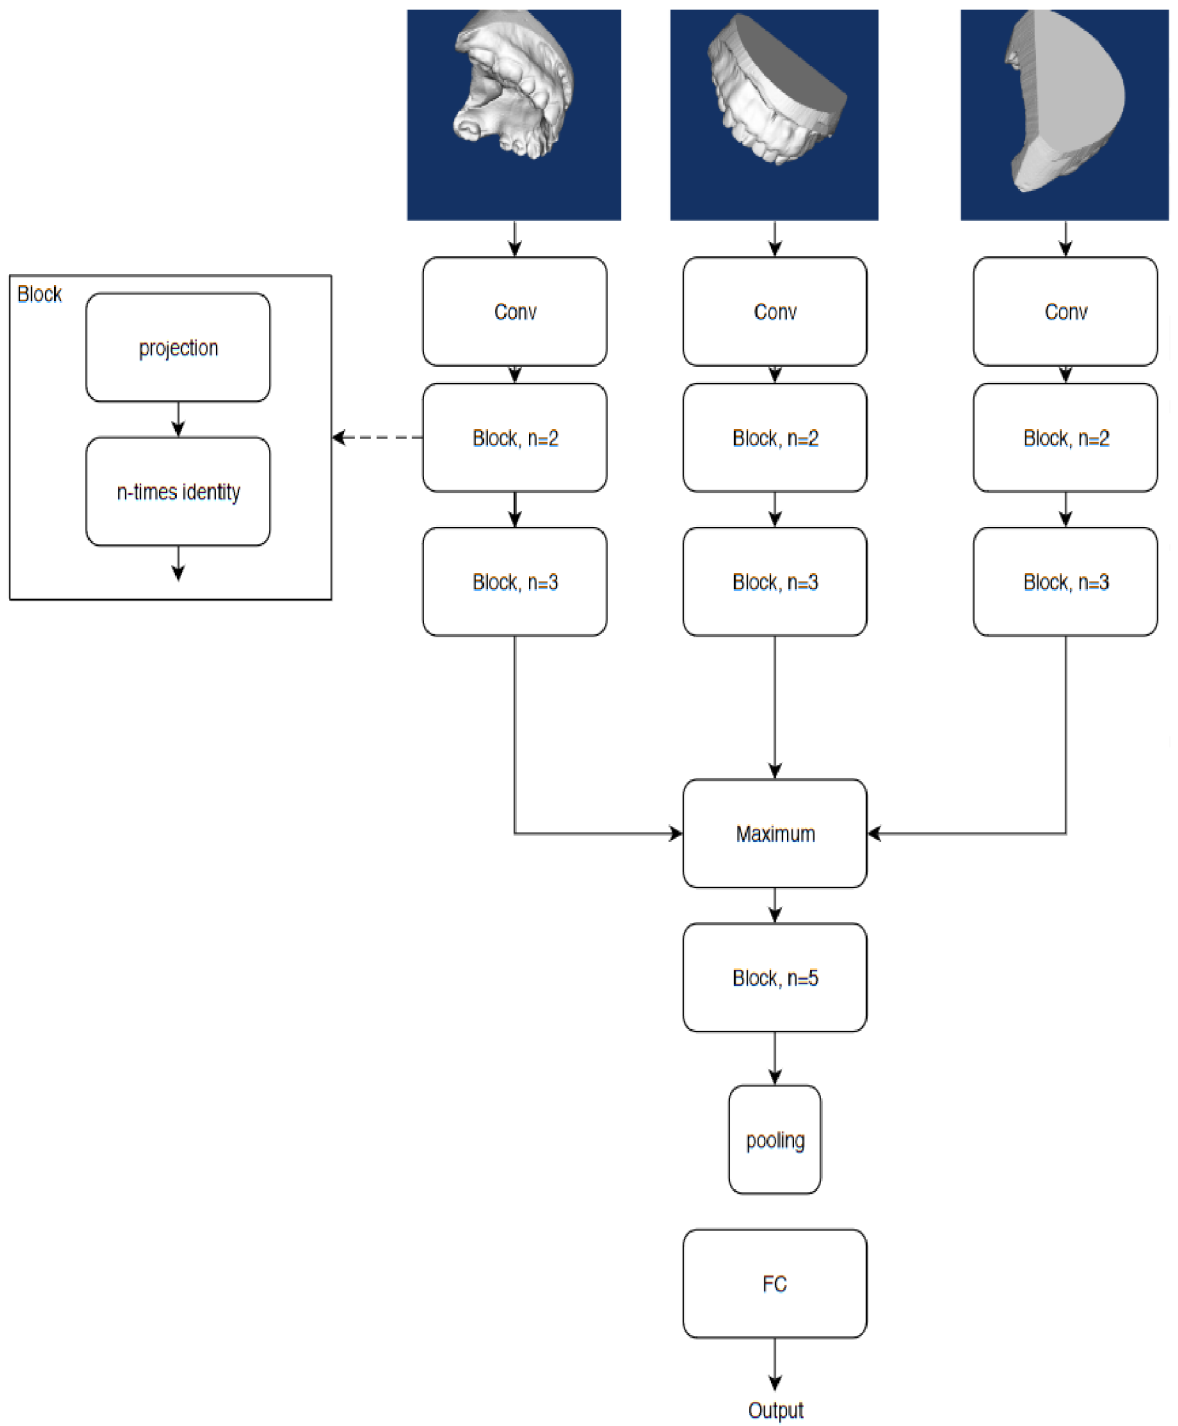 Conv
Conv
Conv
Block
projection
n-times identity
Block, n=2
Block, n=2
Block, n=2
Block, n=3
Block, n=3
Block, n=3
Maximum
Block, n=5
pooling
FC
Output